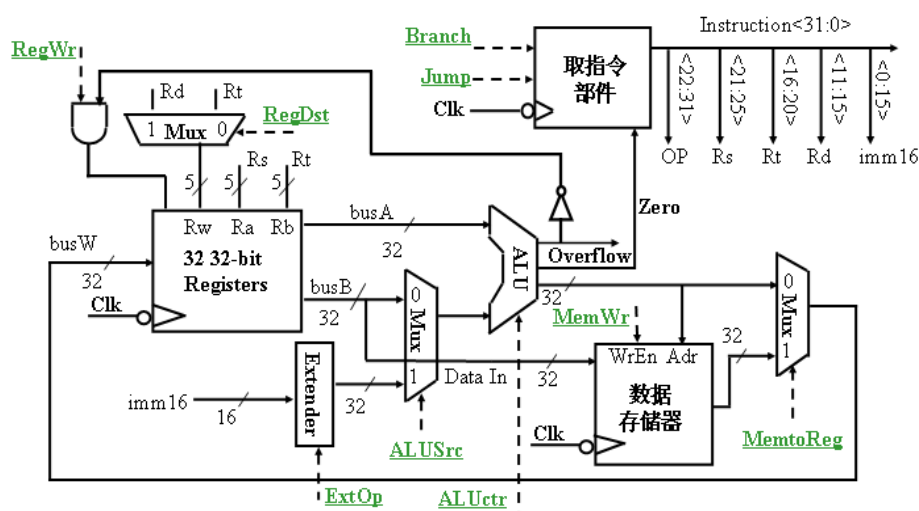 Instruction<31:0>
Branch
RegWr
取指令
部件
Jump
Clk
<22:31>
<21:25>
<16:20>
<11:15>
<0:15>
Rd
Rt
RegDst
1 Mux 0
OP
Rs
Rt
Rd
imm16
Rs
Rt
5
5
5
Zero
busA
Rw
Ra
Rb
busW
32
32 32-bit
Registers
32
ALU
Overflow
busB
Clk
32
0
Mux
1
32
MemWr
0
Mux
1
32
WrEn
Adr
Extender
32
Data In
32
数据
存储器
imm16
16
Clk
ALUSrc
MemtoReg
ExtOp
ALUctr